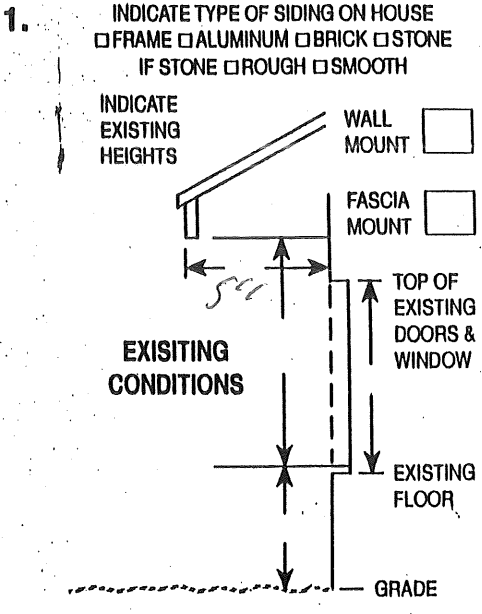 1.
INDICATE TYPE OF SIDING ON HOUSE
□ FRAME □ ALUMINUM □ BRICK □ STONE
IF STONE □ ROUGH □ SMOOTH
INDICATE
EXISTING
HEIGHTS
WALL
MOUNT
FASCIA
MOUNT
TOP OF
EXISTING
DOORS &
WINDOW
EXISITING
CONDITIONS
EXISTING
FLOOR
GRADE